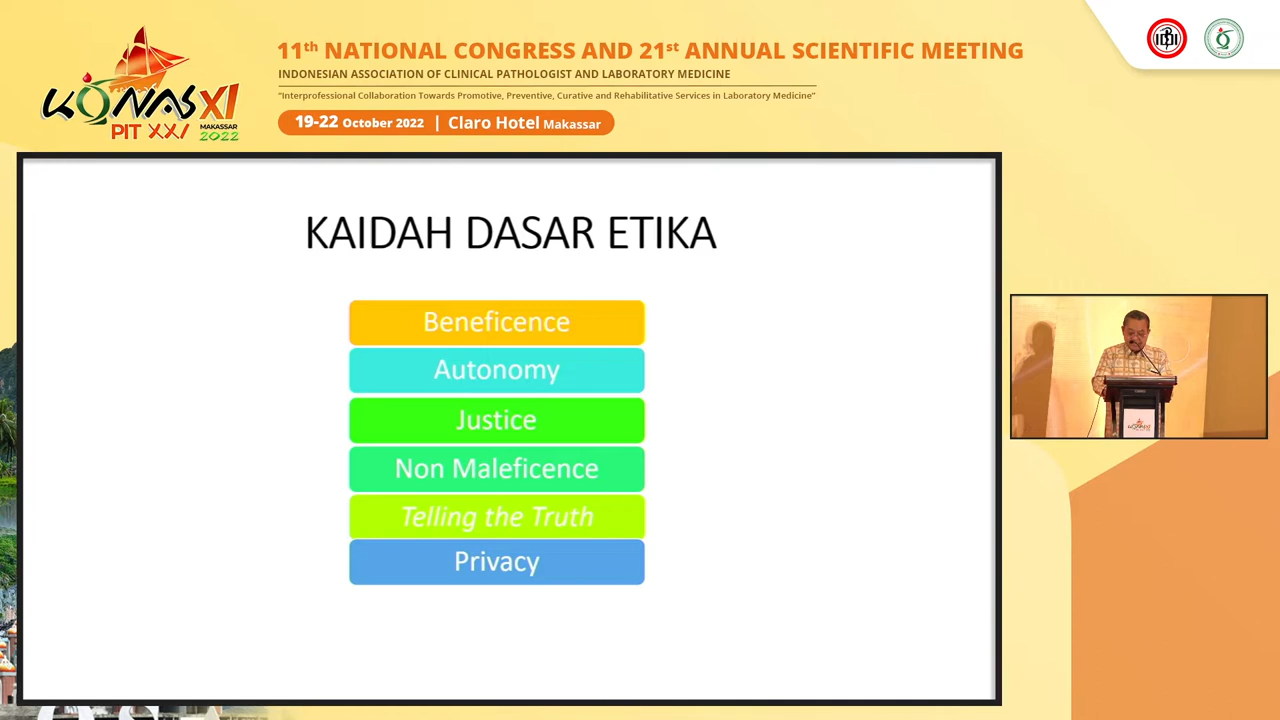 KONAS XI
PIT XXI
MAKASSAR
2022
11th NATIONAL CONGRESS AND 21st ANNUAL SCIENTIFIC MEETING
INDONESIAN ASSOCIATION OF CLINICAL PATHOLOGIST AND LABORATORY MEDICINE
"Interprofessional Collaboration Towards Promotive, Preventive, Curative and Rehabilitative Services in Laboratory Medicine"
19-22 October 2022 | Claro Hotel Makassar
KAIDAH DASAR ETIKA
Beneficence
Autonomy
Justice
Non Maleficence
Telling the Truth
Privacy